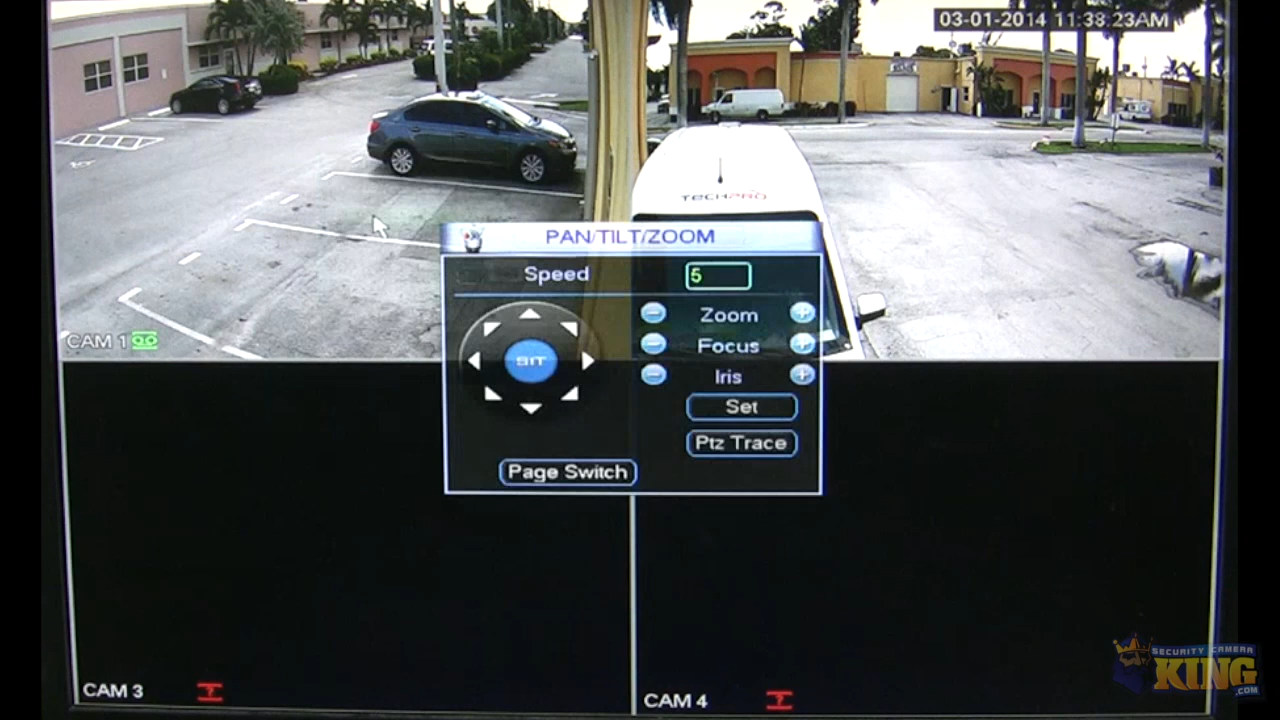 03-01-2014 11:38:23AM
TECHPRO
PAN/TILT/ZOOM
Speed
5
Zoom
Focus
SIT
Iris
Set
Ptz Trace
Page Switch
CAM 1
CAM 3
CAM 4
SECURITY CAMERA
KING
.COM